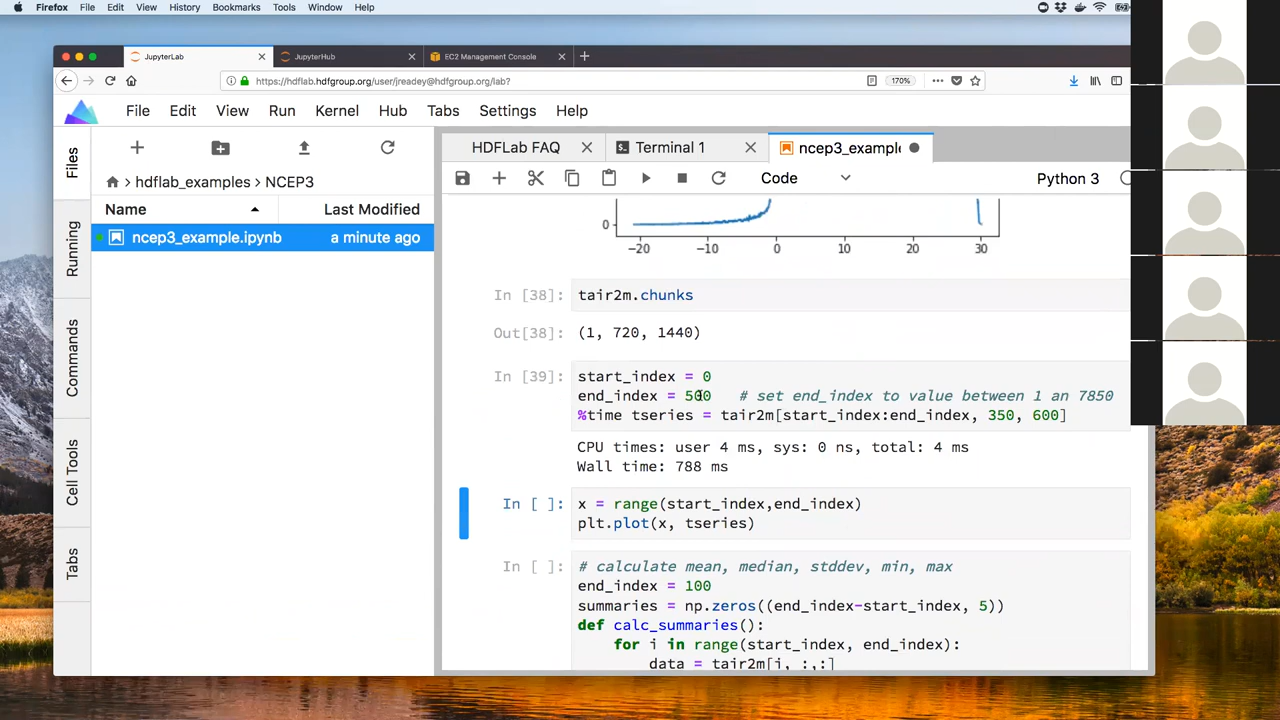 Firefox File Edit View History Bookmarks Tools Window Help
JupyterLab JupyterHub EC2 Management Console
https://hdflab.hdfgroup.org/user/jreadey@hdfgroup.org/lab? 170%
File Edit View Run Kernel Hub Tabs Settings Help
Files
Running
Commands
Cell Tools
Tabs
hdflab_examples > NCEP3
Name Last Modified
ncep3_example.ipynb a minute ago
HDFLab FAQ Terminal 1 ncep3_example
Code Python 3
0
−20 −10 0 10 20 30
In [38]: tair2m.chunks
Out[38]: (1, 720, 1440)
In [39]: start_index = 0
end_index = 500 # set end_index to value between 1 an 7850
%time tseries = tair2m[start_index:end_index, 350, 600]
CPU times: user 4 ms, sys: 0 ns, total: 4 ms
Wall time: 788 ms
In [ ]: x = range(start_index,end_index)
plt.plot(x, tseries)
In [ ]: # calculate mean, median, stddev, min, max
end_index = 100
summaries = np.zeros((end_index-start_index, 5))
def calc_summaries():
for i in range(start_index, end_index):
data = tair2m[i, :,:]